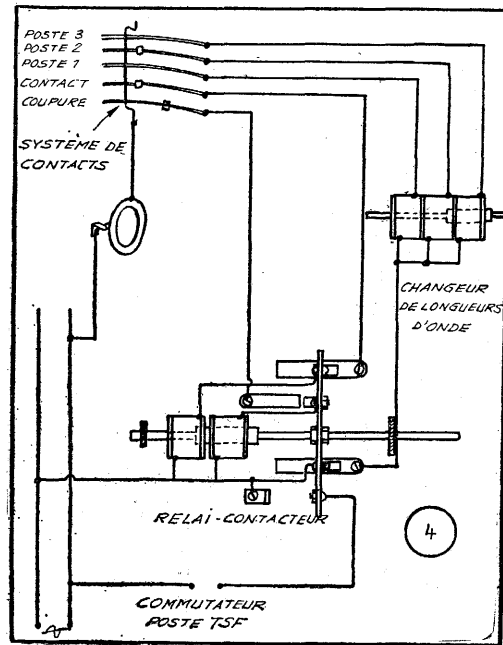 POSTE 3
POSTE 2
POSTE 1
CONTACT
COUPURE
SYSTÈME DE
CONTACTS
CHANGEUR
DE LONGUEURS
D'ONDE
RELAI-CONTACTEUR
4
COMMUTATEUR
POSTE TSF